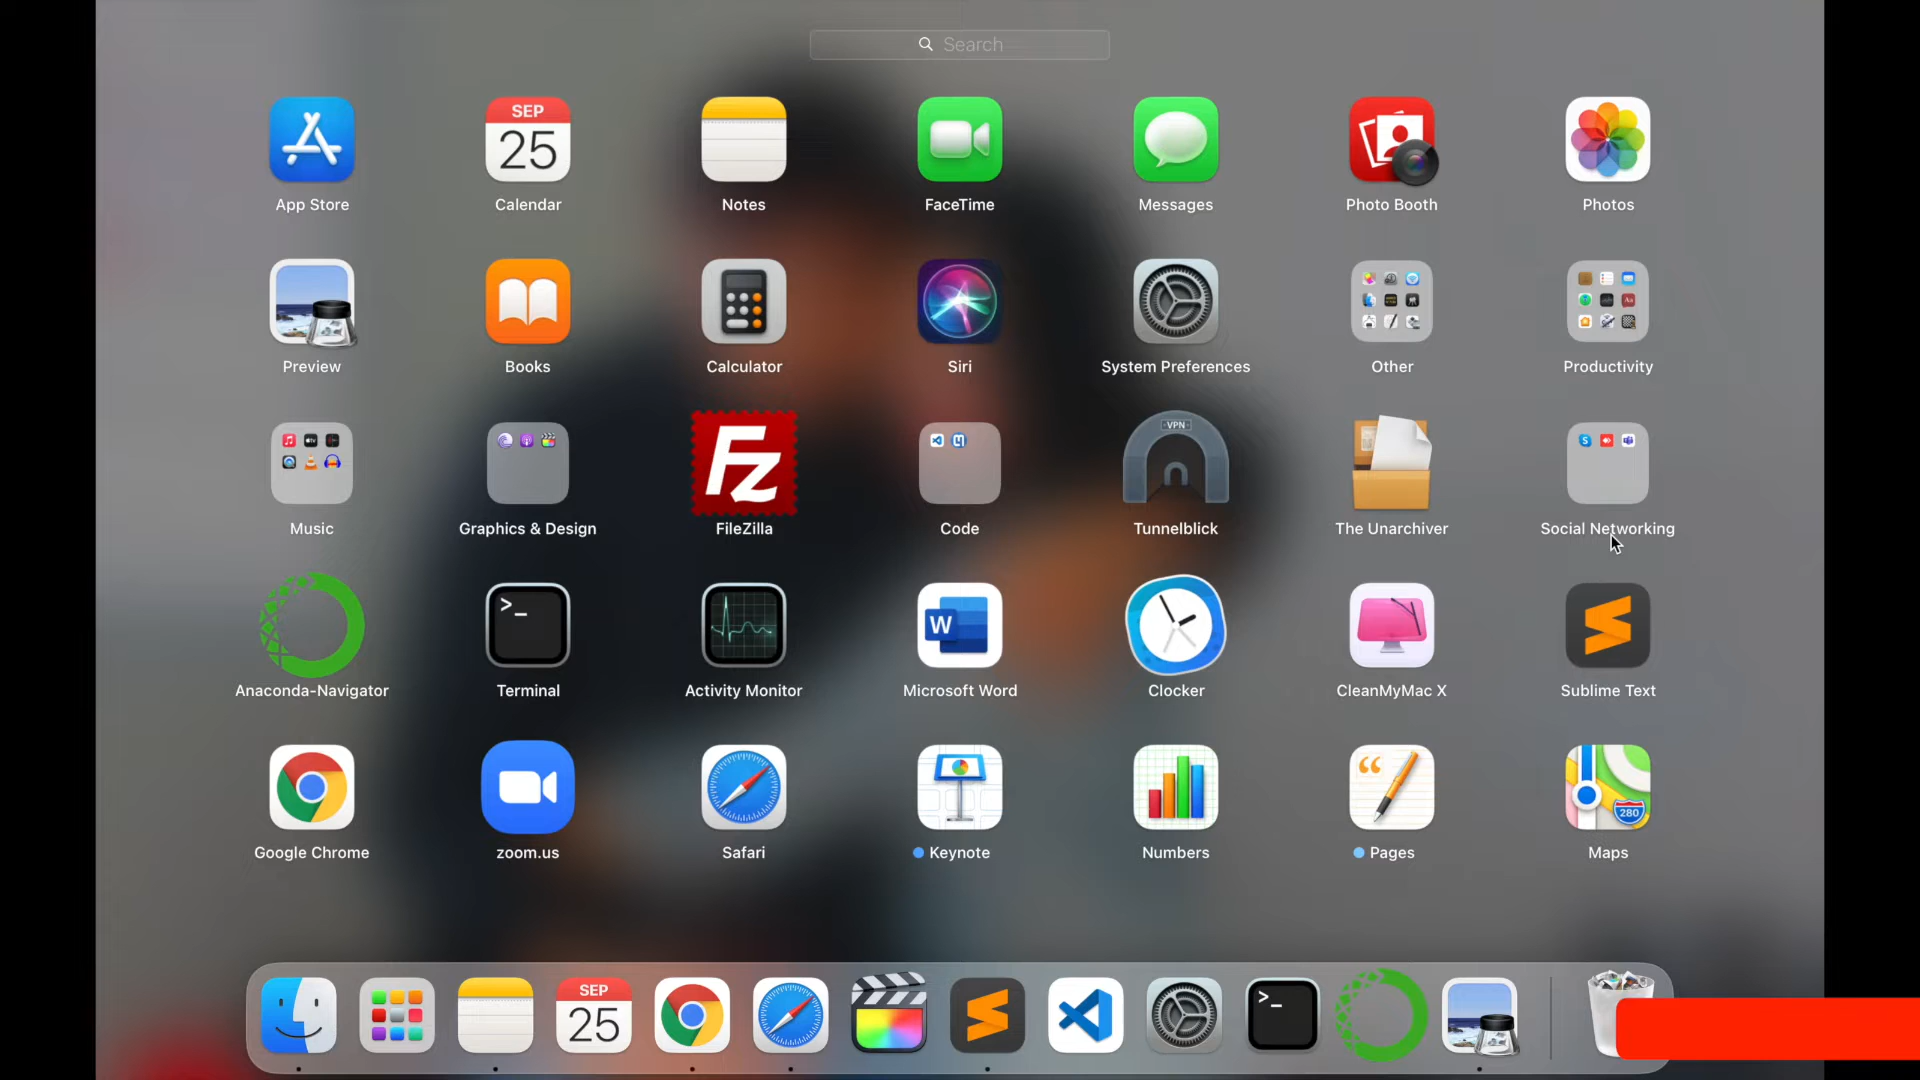 Search
SEP
25
App Store
Calendar
Notes
FaceTime
Messages
Photo Booth
Photos
Preview
Books
Calculator
Siri
System Preferences
Other
Productivity
VPN
Music
Graphics & Design
FileZilla
Code
Tunnelblick
The Unarchiver
Social Networking
Anaconda-Navigator
Terminal
Activity Monitor
Microsoft Word
Clocker
CleanMyMac X
Sublime Text
280
Google Chrome
zoom.us
Safari
Keynote
Numbers
Pages
Maps
SEP
25